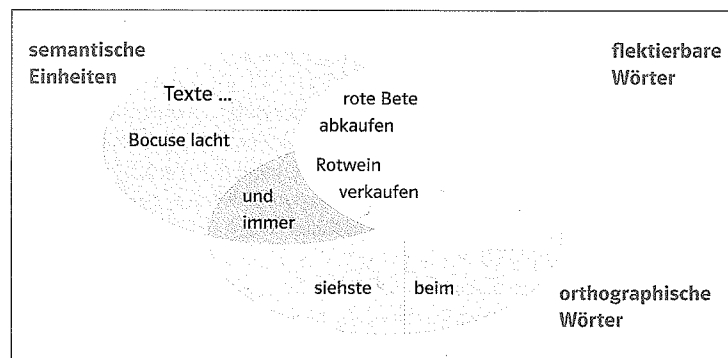 semantische
Einheiten
flektierbare
Wörter
Texte ...
rote Bete
abkaufen
Bocuse lacht
Rotwein
verkaufen
und
immer
siehste
beim
orthographische
Wörter